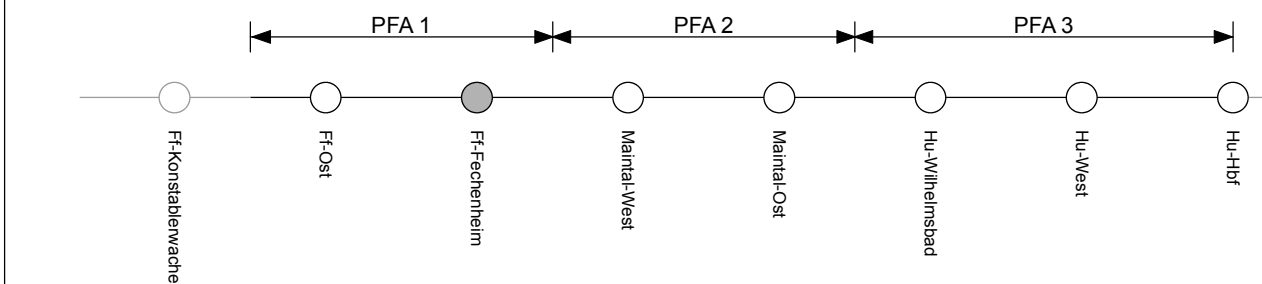 PFA 1
PFA 2
PFA 3
Ff-Konstablerwache
Ff-Ost
Ff-Fechenheim
Maintal-West
Maintal-Ost
Hu-Wilhelmsbad
Hu-West
Hu-Hbf